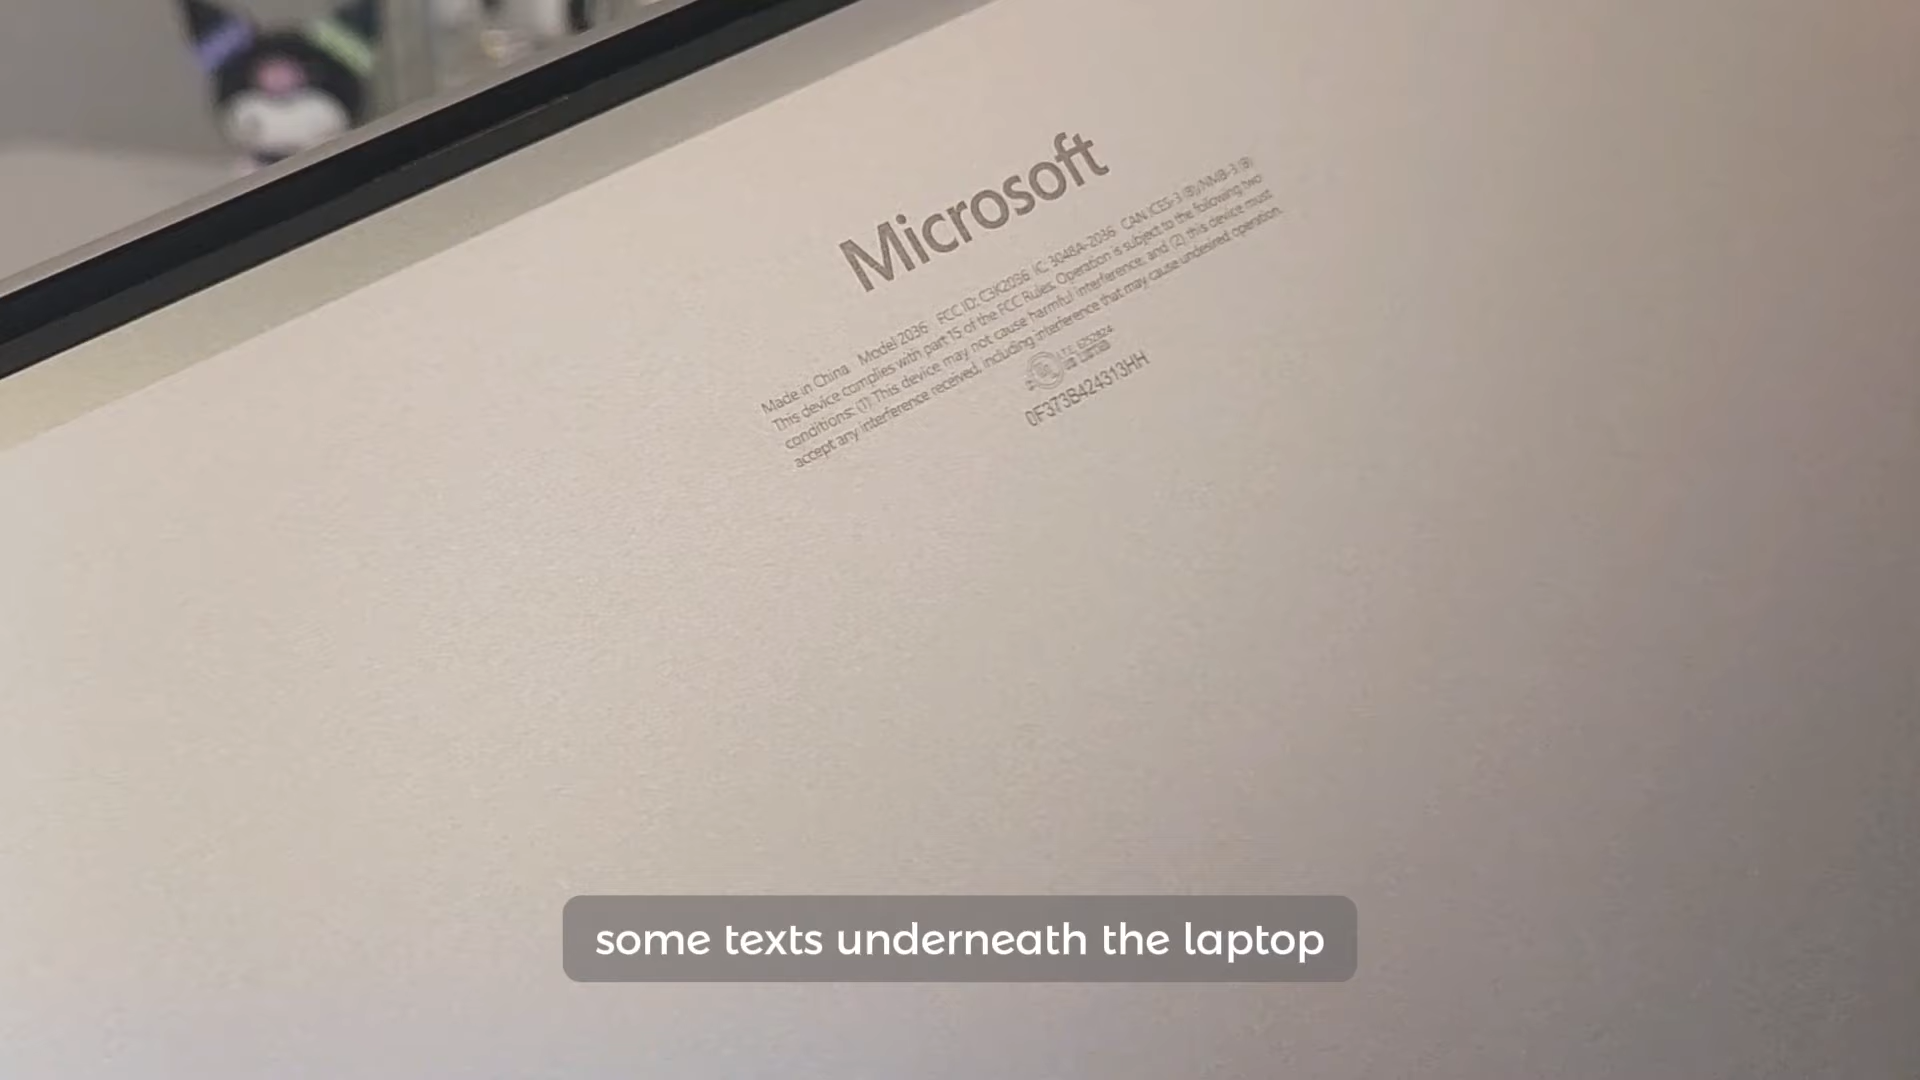 Microsoft
Made in China Model 2036 FCC ID: C3K2036 IC: 3048A-2036 CAN ICES-3 (B)/NMB-3 (B)
This device complies with part 15 of the FCC Rules. Operation is subject to the following two
conditions: (1) This device may not cause harmful interference, and (2) this device must
accept any interference received, including interference that may cause undesired operation.
I.T.E. E252824
LISTED
0F373B424313HH
some texts underneath the laptop